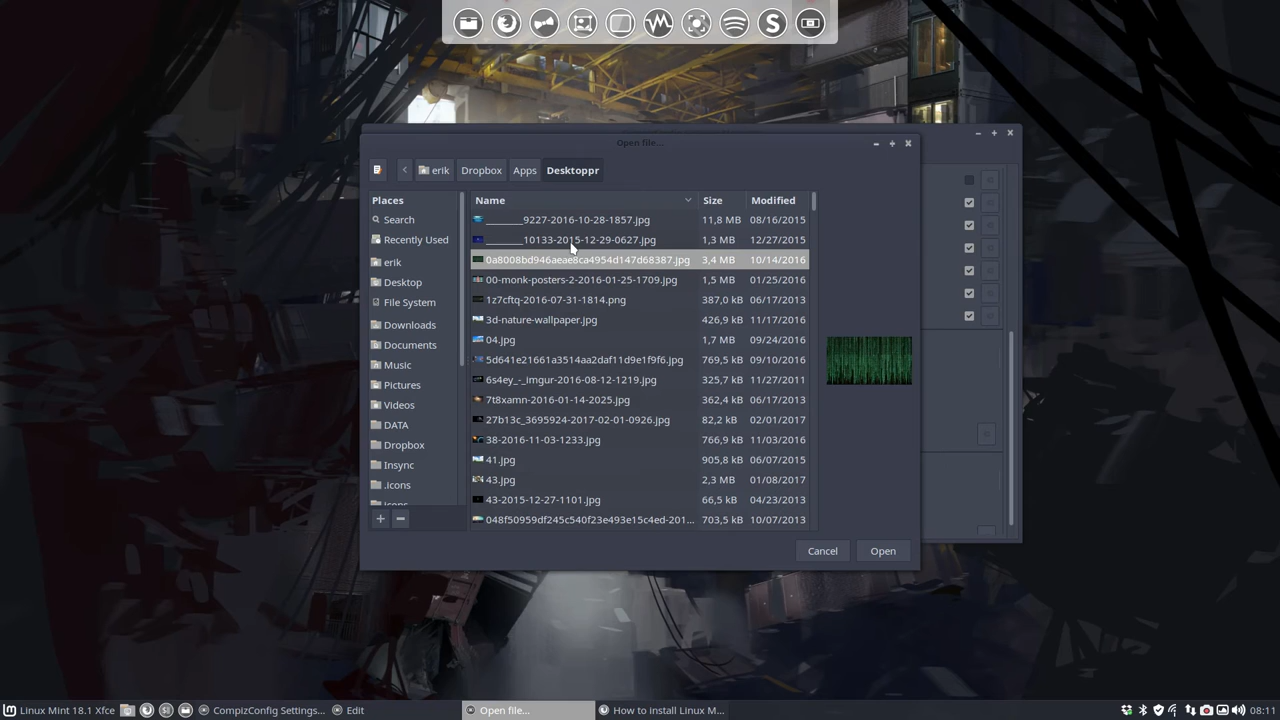 Open file...
erik
Dropbox
Apps
Desktoppr
Places
Search
Recently Used
erik
Desktop
File System
Downloads
Documents
Music
Pictures
Videos
DATA
Dropbox
Insync
.icons
Name Size Modified
________9227-2016-10-28-1857.jpg 11,8 MB 08/16/2015
________10133-2015-12-29-0627.jpg 1,3 MB 12/27/2015
0a8008bd946aeae8ca4954d147d68387.jpg 3,4 MB 10/14/2016
00-monk-posters-2-2016-01-25-1709.jpg 1,5 MB 01/25/2016
1z7cftq-2016-07-31-1814.png 387,0 kB 06/17/2013
3d-nature-wallpaper.jpg 426,9 kB 11/17/2016
04.jpg 1,7 MB 09/24/2016
5d641e21661a3514aa2daf11d9e1f9f6.jpg 769,5 kB 09/10/2016
6s4ey_-_imgur-2016-08-12-1219.jpg 325,7 kB 11/27/2011
7t8xamn-2016-01-14-2025.jpg 362,4 kB 06/17/2013
27b13c_3695924-2017-02-01-0926.jpg 82,2 kB 02/01/2017
38-2016-11-03-1233.jpg 766,9 kB 11/03/2016
41.jpg 905,8 kB 06/07/2015
43.jpg 2,3 MB 01/08/2017
43-2015-12-27-1101.jpg 66,5 kB 04/23/2013
048f50959df245c540f23e493e15c4ed-201... 703,5 kB 10/07/2013
Cancel
Open
Linux Mint 18.1 Xfce
CompizConfig Settings...
Edit
Open file...
How to install Linux M...
08:11